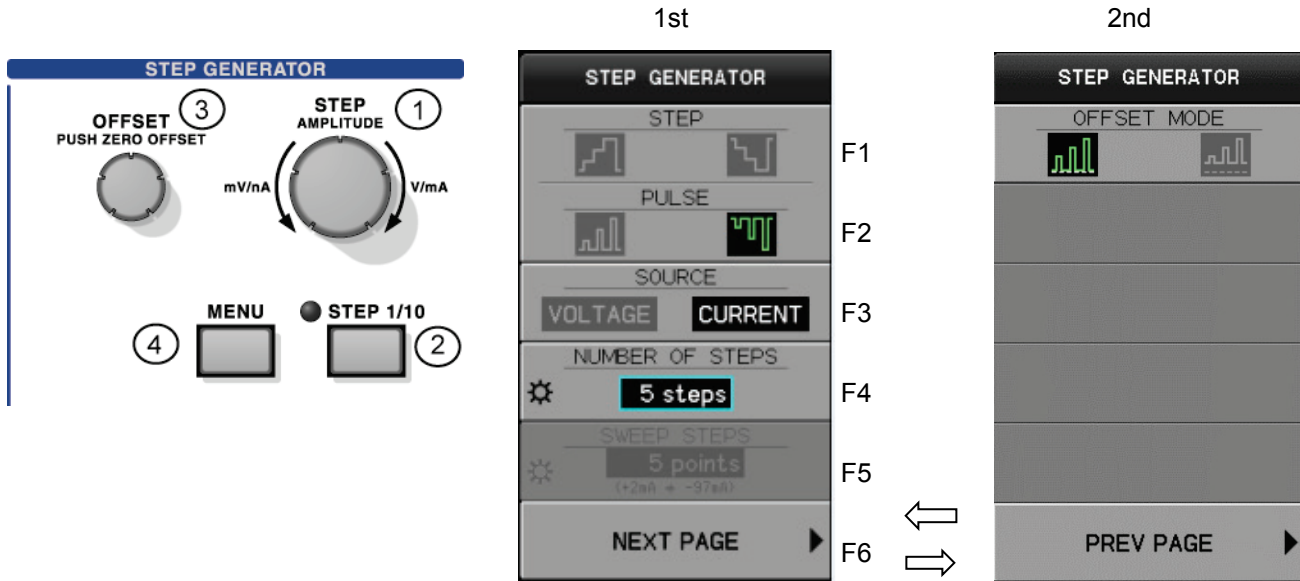 1st
2nd
STEP GENERATOR
OFFSET
PUSH ZERO OFFSET
3
STEP
AMPLITUDE
1
mV/nA
V/mA
MENU
STEP 1/10
4
2
STEP GENERATOR
STEP
F1
PULSE
F2
SOURCE
VOLTAGE
CURRENT
F3
NUMBER OF STEPS
5 steps
F4
SWEEP STEPS
5 points
(+2mA → -97mA)
F5
NEXT PAGE
F6
STEP GENERATOR
OFFSET MODE
PREV PAGE